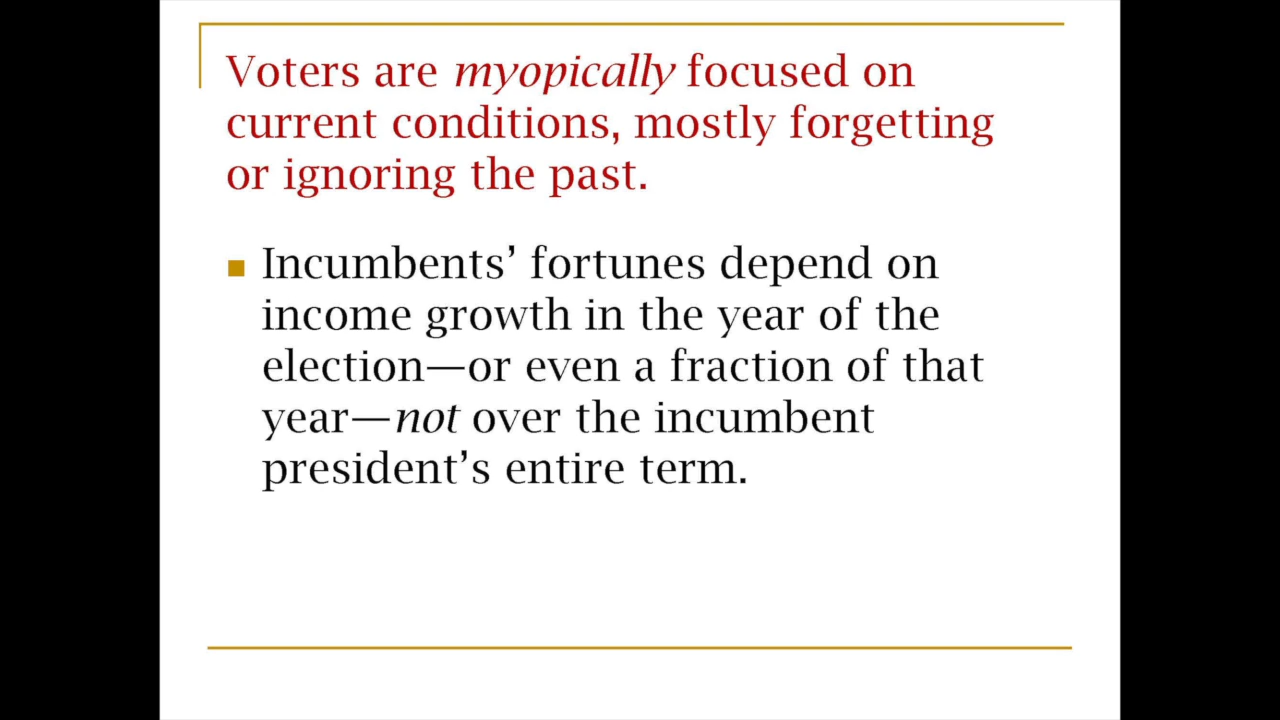 Voters are myopically focused on
current conditions, mostly forgetting
or ignoring the past.
Incumbents’ fortunes depend on
income growth in the year of the
election—or even a fraction of that
year—not over the incumbent
president’s entire term.